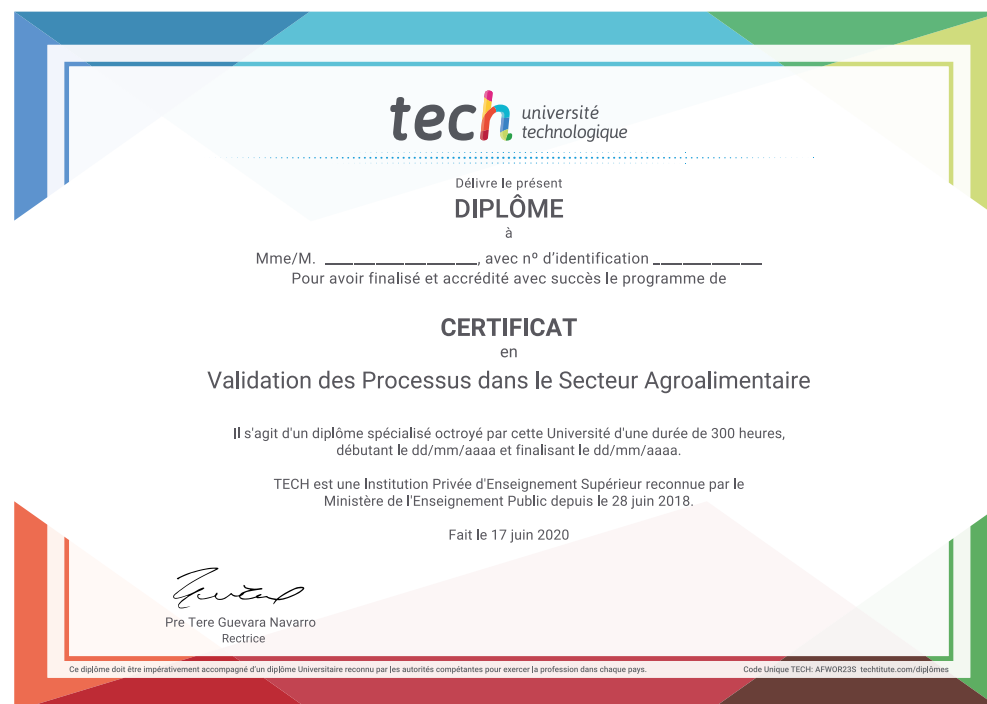 tech université
technologique
Délivre le présent
DIPLÔME
à
Mme/M. ____________________, avec nº d'identification ______________
Pour avoir finalisé et accrédité avec succès le programme de
CERTIFICAT
en
Validation des Processus dans le Secteur Agroalimentaire
Il s'agit d'un diplôme spécialisé octroyé par cette Université d'une durée de 300 heures,
débutant le dd/mm/aaaa et finalisant le dd/mm/aaaa.
TECH est une Institution Privée d'Enseignement Supérieur reconnue par le
Ministère de l'Enseignement Public depuis le 28 juin 2018.
Fait le 17 juin 2020
Pre Tere Guevara Navarro
Rectrice
Ce diplôme doit être impérativement accompagné d'un diplôme Universitaire reconnu par les autorités compétantes pour exercer la profession dans chaque pays.
Code Unique TECH: AFWOR23S techtitute.com/diplômes